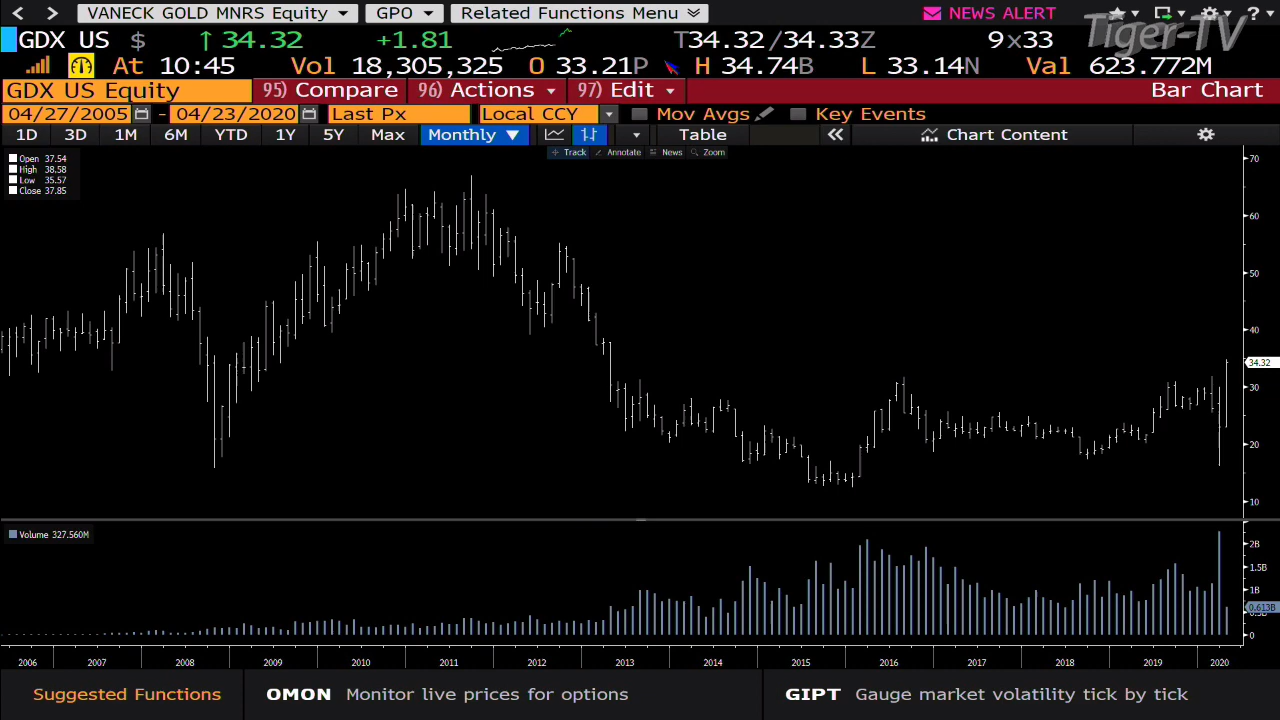 VANECK GOLD MNRS Equity GPO Related Functions Menu NEWS ALERT ?
GDX US $ ↑ 34.32 +1.81 T34.32/34.33Z 9x33 Tiger-TV
At 10:45 Vol 18,305,325 O 33.21P H 34.74B L 33.14N Val 623.772M
GDX US Equity 95) Compare 96) Actions 97) Edit Bar Chart
04/27/2005 - 04/23/2020 Last Px Local CCY Mov Avgs Key Events
1D 3D 1M 6M YTD 1Y 5Y Max Monthly ▼ Table « Chart Content
Track Annotate News Zoom
Open 37.54
High 38.58
Low 35.57
Close 37.85
70
60
50
40
34.32
30
20
10
Volume 327.560M
2B
1.5B
1B
0.613B
0.5B
0
2006 2007 2008 2009 2010 2011 2012 2013 2014 2015 2016 2017 2018 2019 2020
Suggested Functions OMON Monitor live prices for options GIPT Gauge market volatility tick by tick